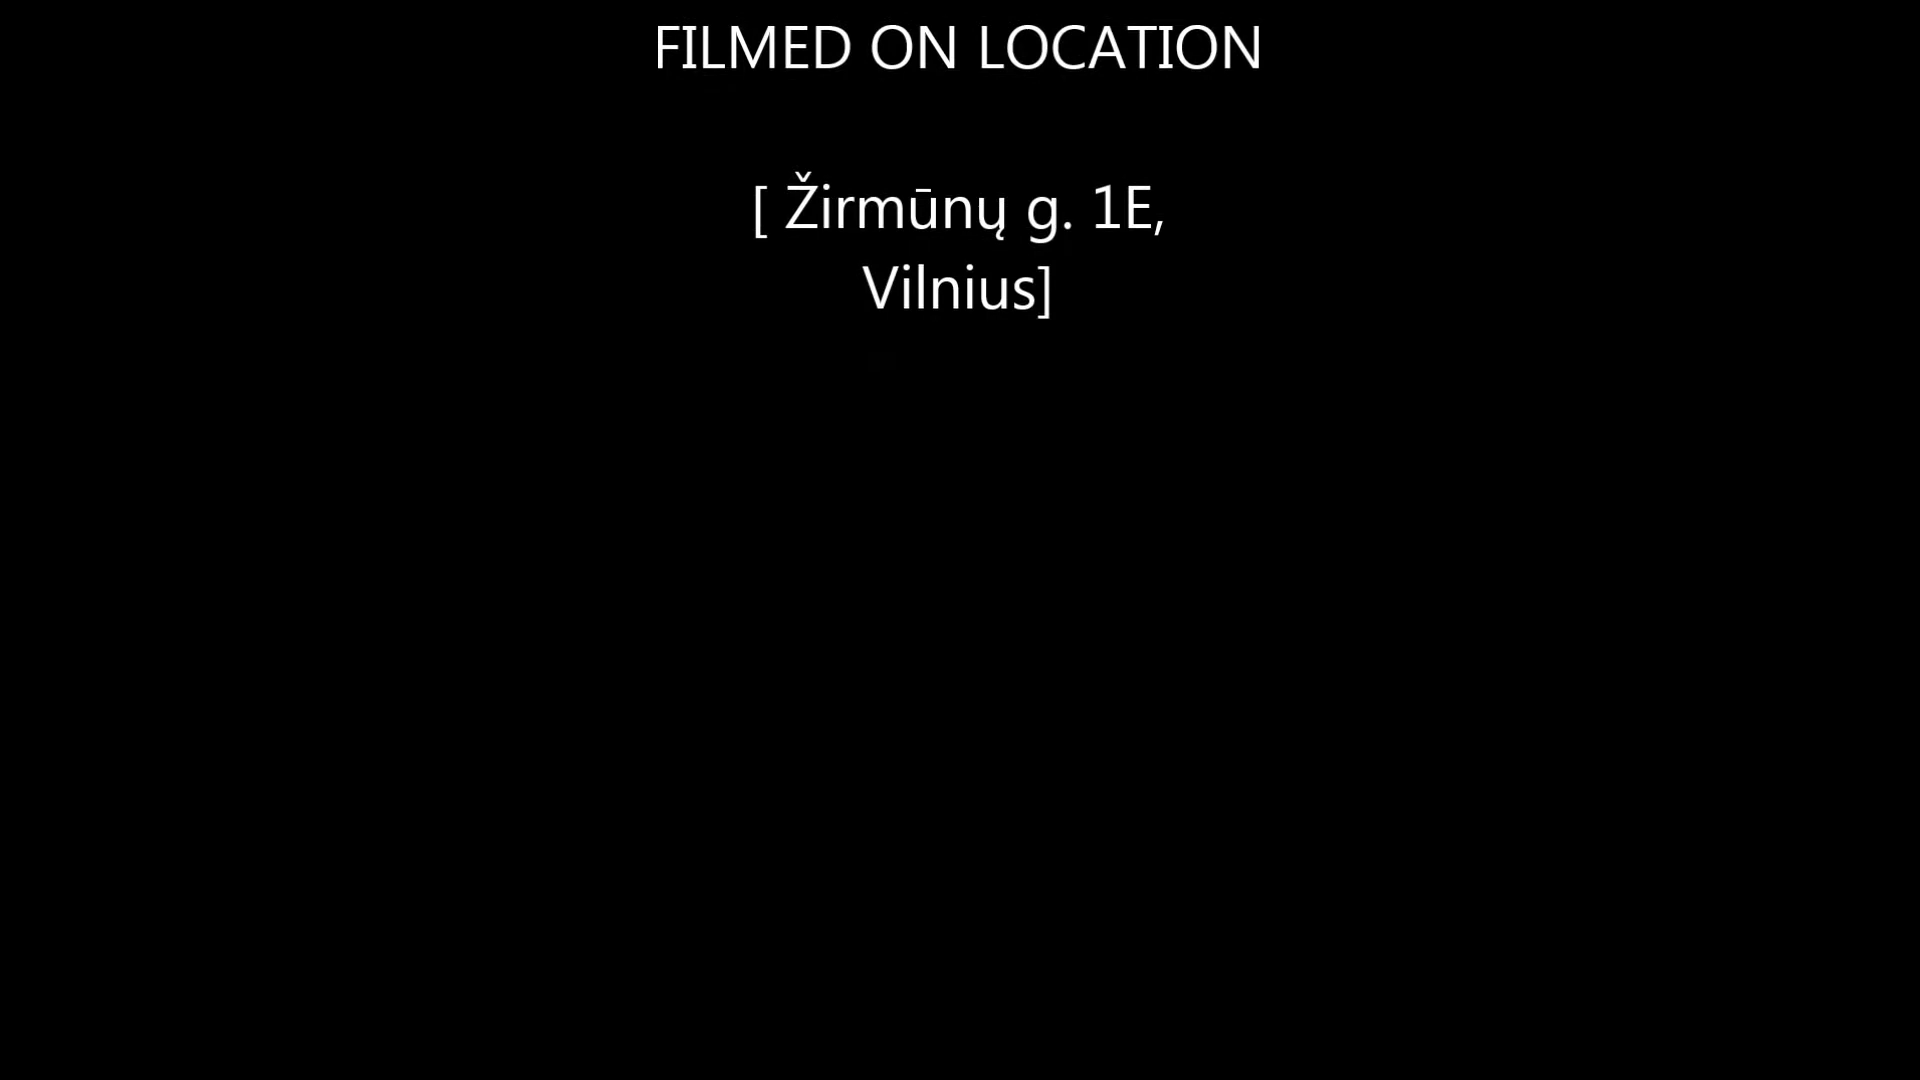 FILMED ON LOCATION
[ Žirmūnų g. 1E,
Vilnius]